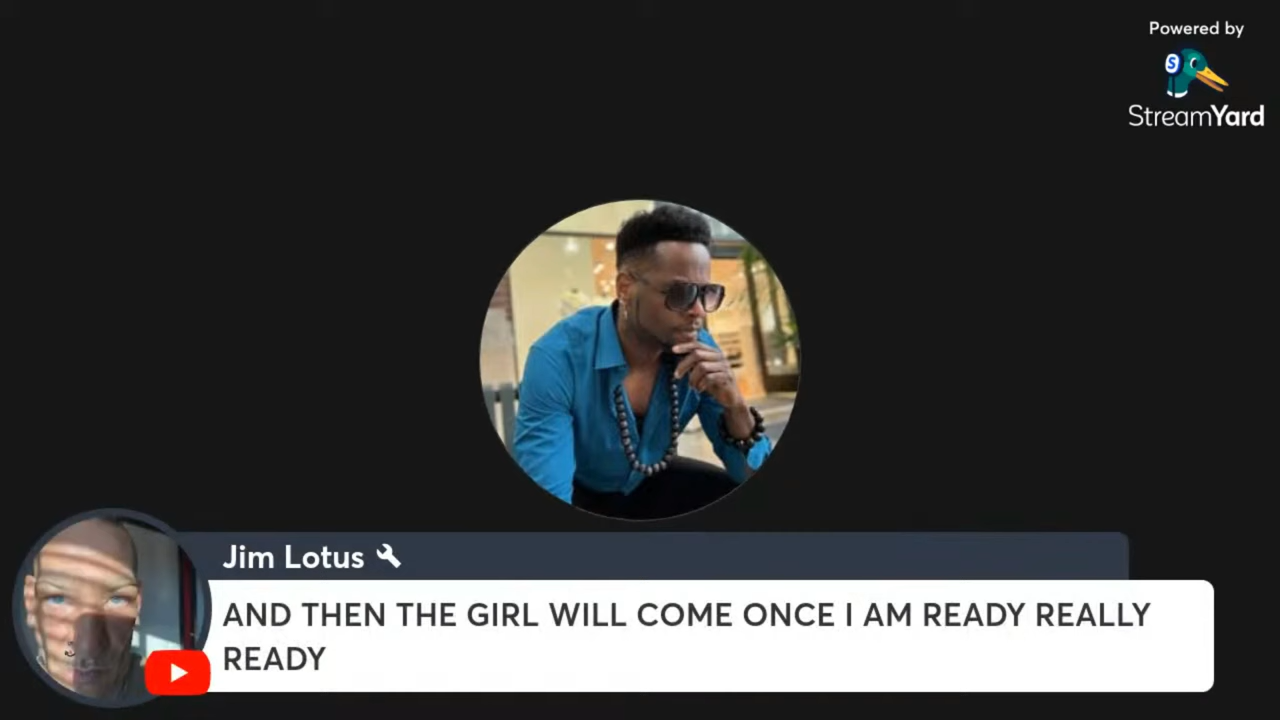 Powered by
StreamYard
Jim Lotus
AND THEN THE GIRL WILL COME ONCE I AM READY REALLY
READY